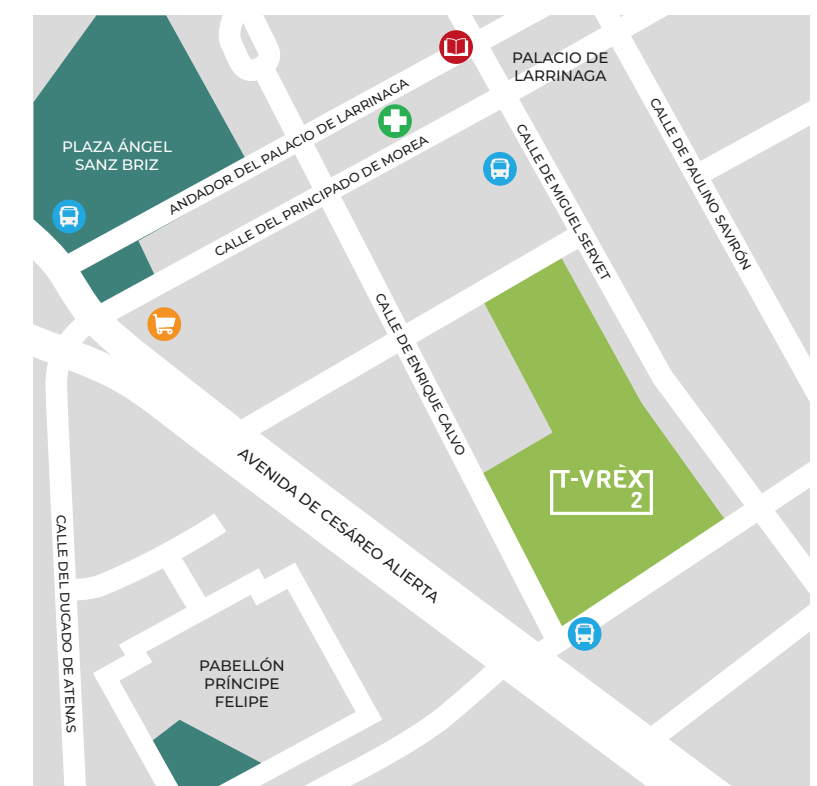 PALACIO DE
LARRINAGA
ANDADOR DEL PALACIO DE LARRINAGA
PLAZA ÁNGEL
SANZ BRIZ
CALLE DEL PRINCIPADO DE MOREA
CALLE DE MIGUEL SERVET
CALLE DE PAULINO SAVIRÓN
CALLE DE ENRIQUE CALVO
AVENIDA DE CESÁREO ALIERTA
T-VRÈX
2
CALLE DEL DUCADO DE ATENAS
PABELLÓN
PRÍNCIPE
FELIPE